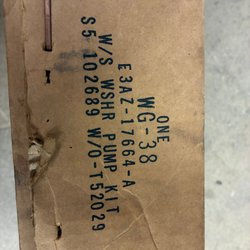 ONE
WG-38
E3AZ-17664-A
W/S WSHR PUMP KIT
S5 102689 W/O-T52029